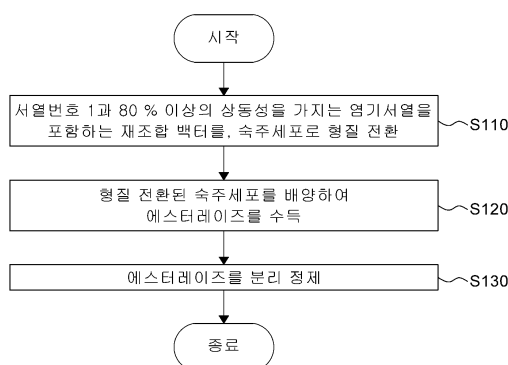 시작
서열번호 1과 80 % 이상의 상동성을 가지는 염기서열을
포함하는 재조합 백터를, 숙주세포로 형질 전환
S110
형질 전환된 숙주세포를 배양하여
에스터레이즈를 수득
S120
에스터레이즈를 분리 정제
S130
종료